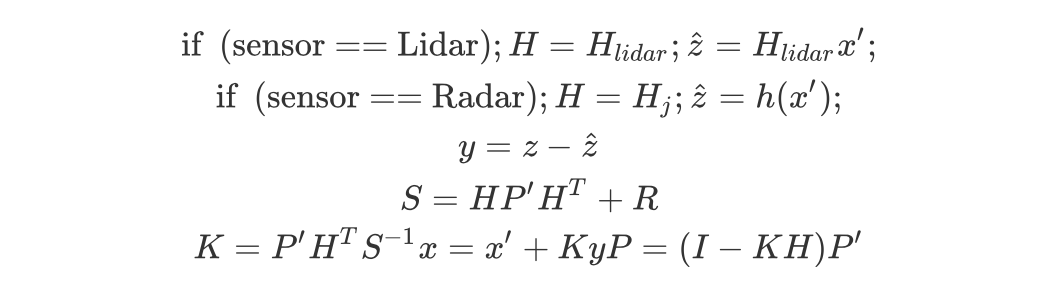 if (sensor == Lidar); H = H_{lidar}; ẑ = H_{lidar}x′;
if (sensor == Radar); H = H_j; ẑ = h(x′);
y = z − ẑ
S = HP′H^T + R
K = P′H^T S^{−1}x = x′ + KyP = (I − KH)P′